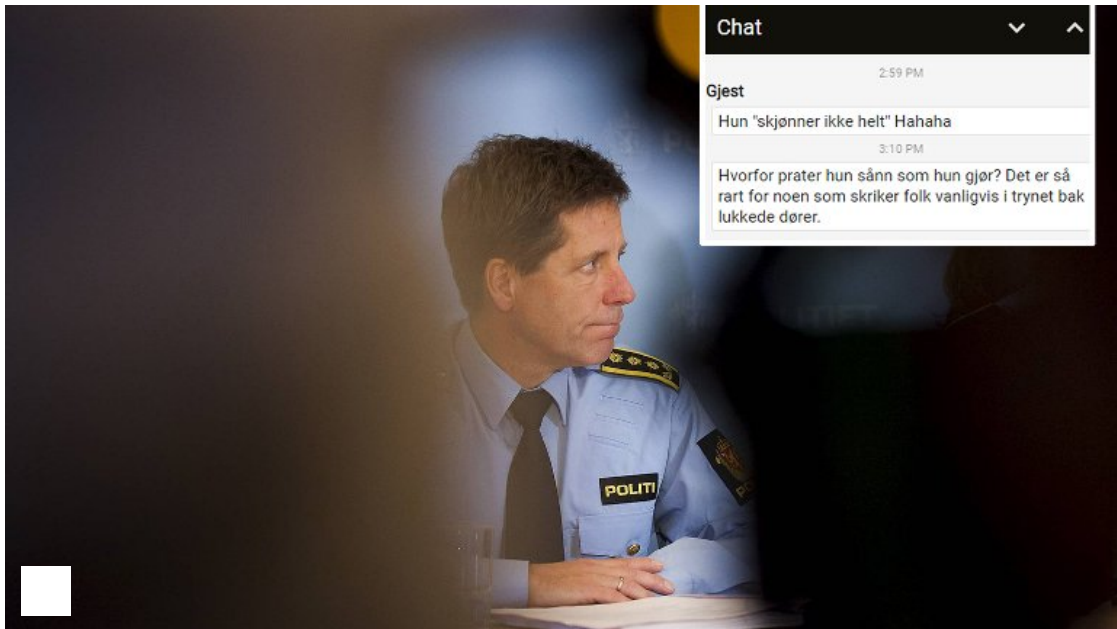 Chat
2:59 PM
Gjest
Hun "skjønner ikke helt" Hahaha
3:10 PM
Hvorfor prater hun sånn som hun gjør? Det er så
rart for noen som skriker folk vanligvis i trynet bak
lukkede dører.
POLITI